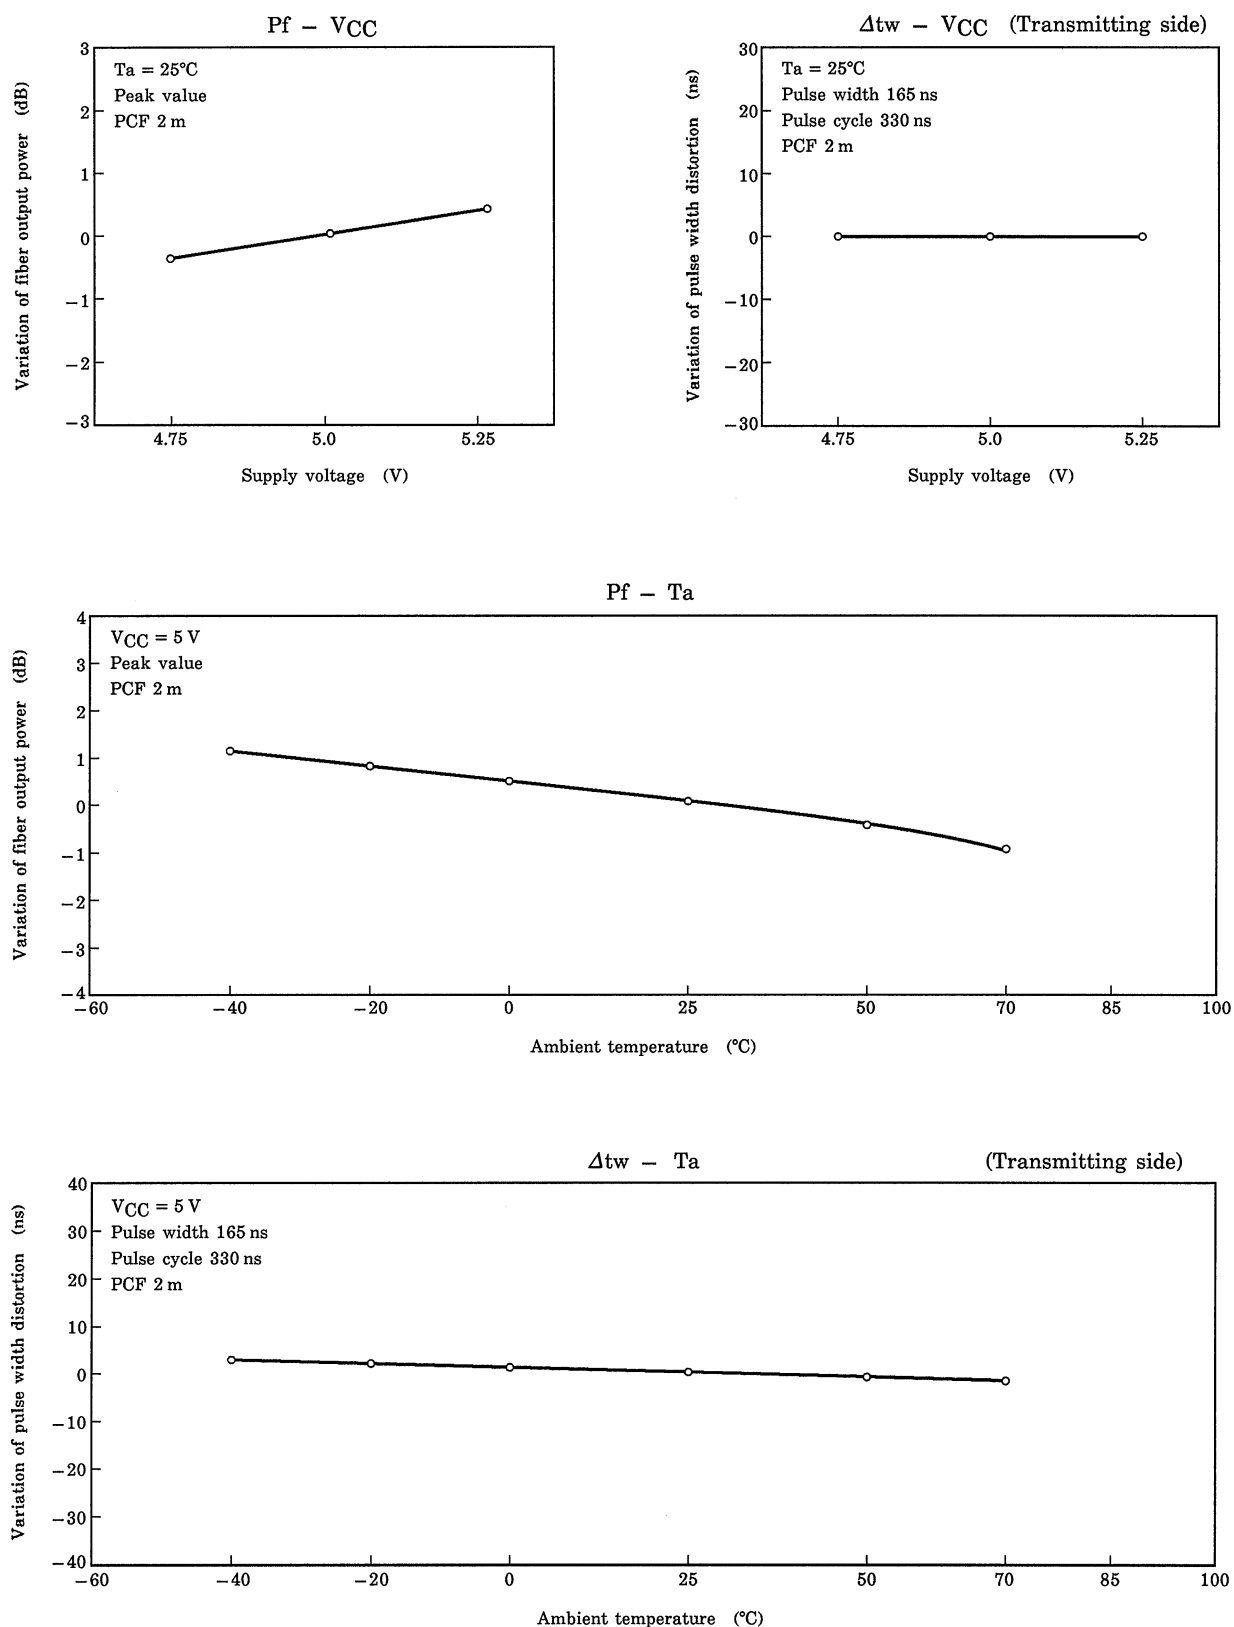 Pf – VCC
Variation of fiber output power (dB)
3
2
1
0
−1
−2
−3
Ta = 25°C
Peak value
PCF 2 m
4.75 5.0 5.25
Supply voltage (V)
Δtw – VCC (Transmitting side)
Variation of pulse width distortion (ns)
30
20
10
0
−10
−20
−30
Ta = 25°C
Pulse width 165 ns
Pulse cycle 330 ns
PCF 2 m
4.75 5.0 5.25
Supply voltage (V)
Pf – Ta
Variation of fiber output power (dB)
4
3
2
1
0
−1
−2
−3
−4
VCC = 5 V
Peak value
PCF 2 m
−60 −40 −20 0 25 50 70 85 100
Ambient temperature (°C)
Δtw – Ta (Transmitting side)
Variation of pulse width distortion (ns)
40
30
20
10
0
−10
−20
−30
−40
VCC = 5 V
Pulse width 165 ns
Pulse cycle 330 ns
PCF 2 m
−60 −40 −20 0 25 50 70 85 100
Ambient temperature (°C)